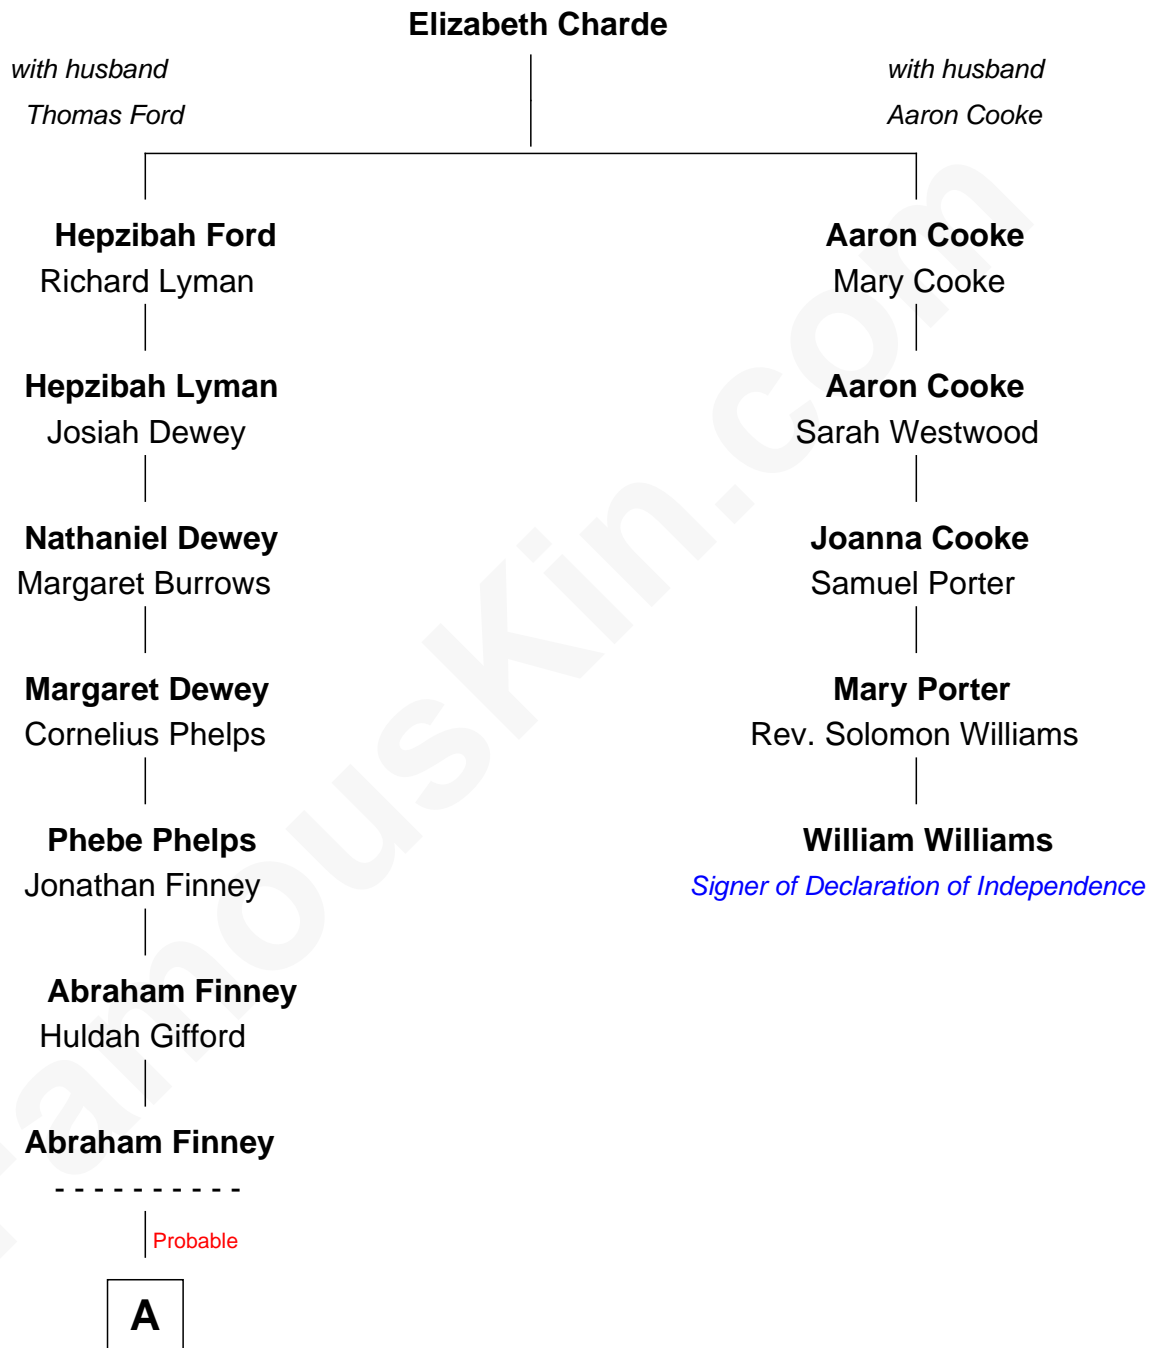 Elizabeth Charde
with husband
Thomas Ford
with husband
Aaron Cooke
Hepzibah Ford
Richard Lyman
Aaron Cooke
Mary Cooke
Hepzibah Lyman
Josiah Dewey
Aaron Cooke
Sarah Westwood
Nathaniel Dewey
Margaret Burrows
Joanna Cooke
Samuel Porter
Margaret Dewey
Cornelius Phelps
Mary Porter
Rev. Solomon Williams
Phebe Phelps
Jonathan Finney
William Williams
Signer of Declaration of Independence
Abraham Finney
Huldah Gifford
Abraham Finney
- - - - - - - - - -
Probable
A
FamousKin.com